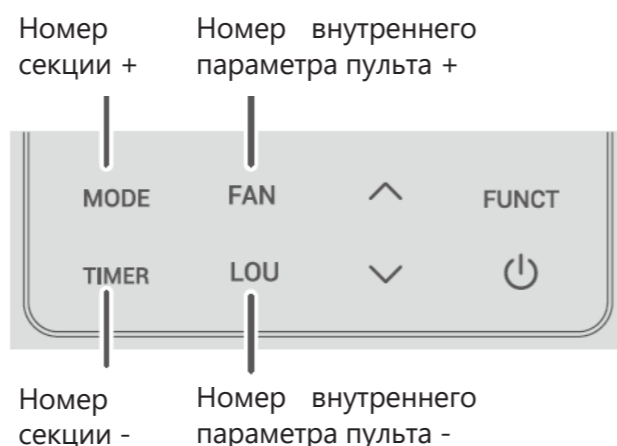 Номер
секции +
Номер внутреннего
параметра пульта +
MODE FAN FUNCT
TIMER LOU
Номер
секции -
Номер внутреннего
параметра пульта -